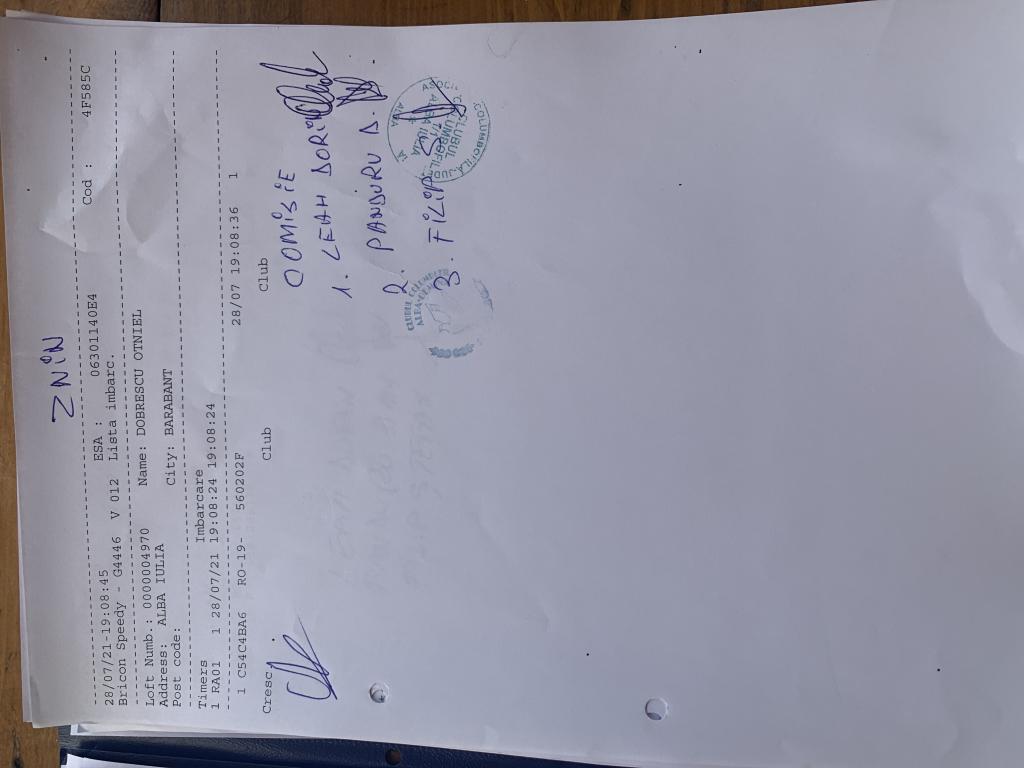 ZNIN
28/07/21-19:08:45 ESA : 06301140E4 Cod : 4F585C
Bricon Speedy - G4446 V 012 Lista imbarc.
Loft Numb.: 0000004970 Name: DOBRESCU OTNIEL
Address: ALBA IULIA City: BARABANT
Post code:
Timers Imbarcare
1 RA01 1 28/07/21 19:08:24 19:08:24
1 C54C4BA6 RO-19- 560202F 28/07 19:08:36 1
Cresc. Club Club
COMISIE
1. LEAH DORIN
2. PANDURU D.
3. FILIP
CLUBUL